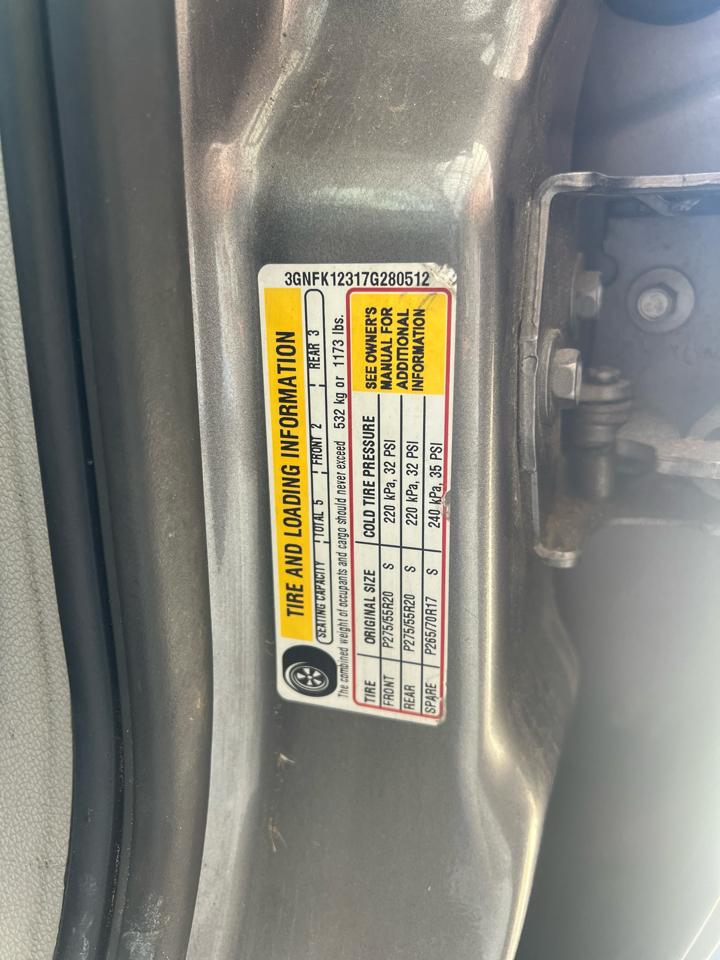 3GNFK12317G280512
TIRE AND LOADING INFORMATION
SEATING CAPACITY TOTAL 5 FRONT 2 REAR 3
The combined weight of occupants and cargo should never exceed 532 kg or 1173 lbs.
TIRE ORIGINAL SIZE COLD TIRE PRESSURE
FRONT P275/55R20 S 220 kPa, 32 PSI
REAR P275/55R20 S 220 kPa, 32 PSI
SPARE P265/70R17 S 240 kPa, 35 PSI
SEE OWNER'S
MANUAL FOR
ADDITIONAL
INFORMATION